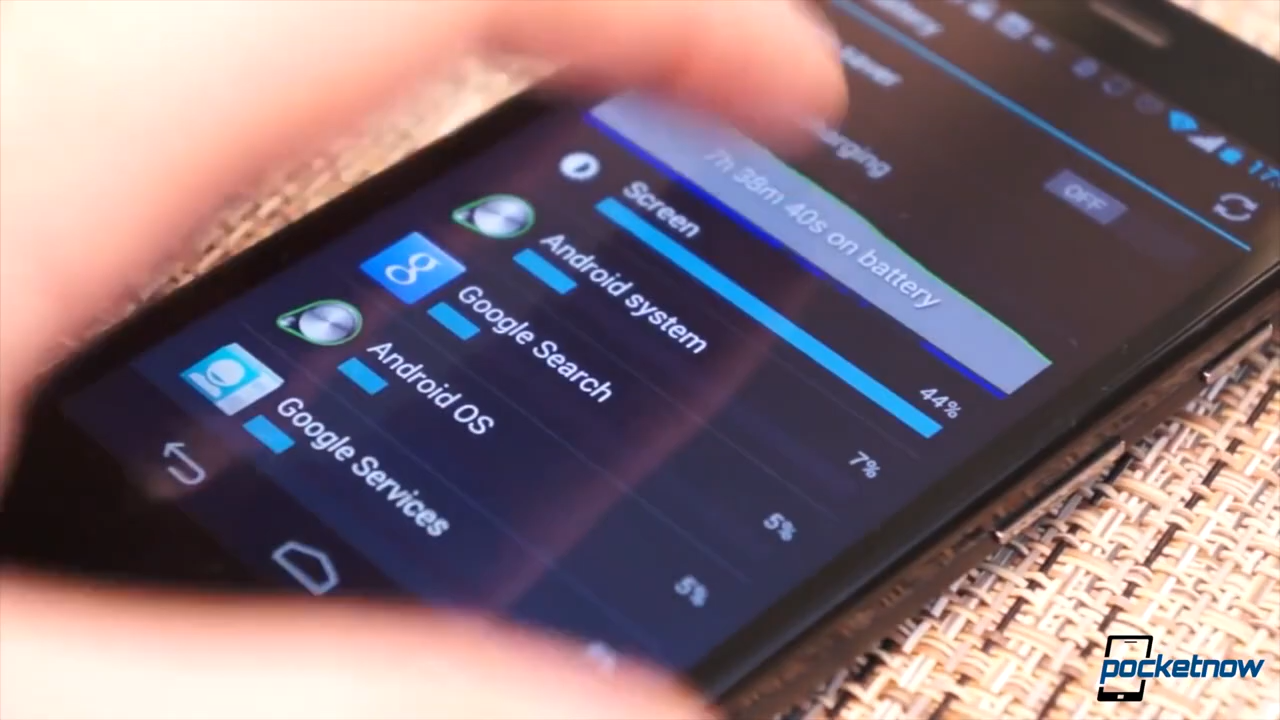 OFF
7h 38m 40s on battery
Screen
44%
Android system
7%
Google Search
5%
Android OS
5%
Google Services
pocketnow